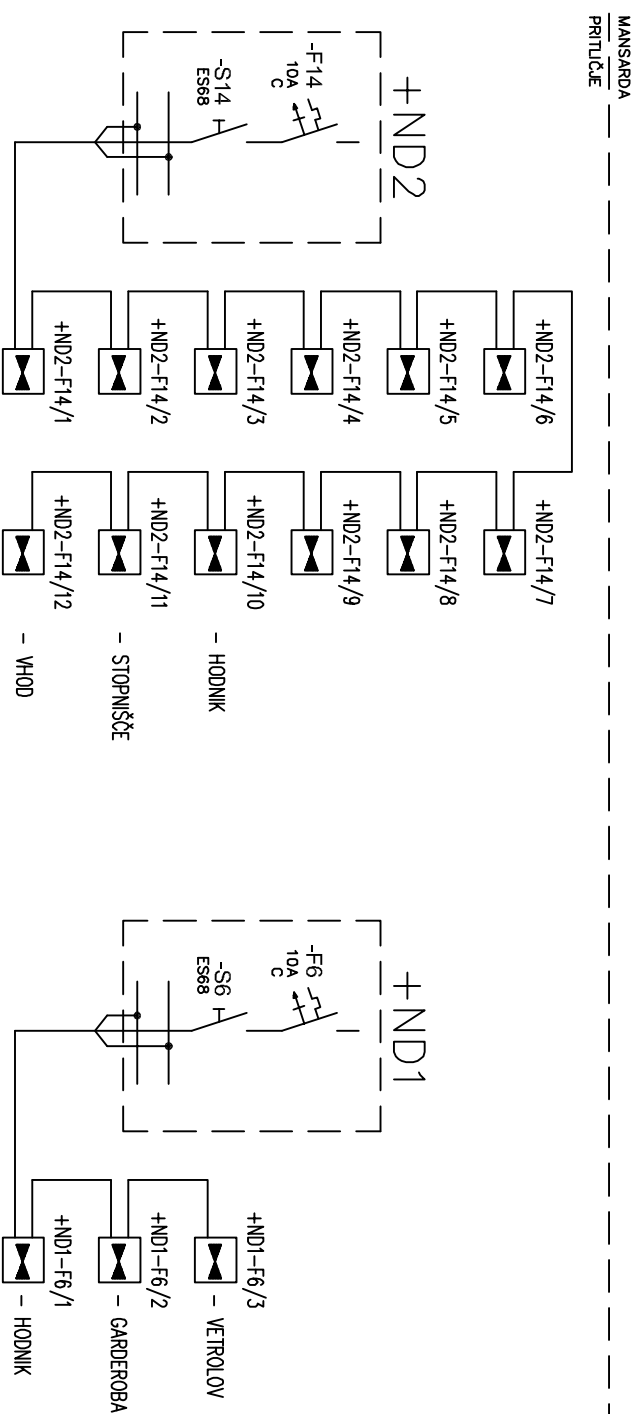 MANSARDA
PRITLIČJE
+ND2
-F14
10A
C
-S14
ES68
+ND2-F14/6
+ND2-F14/5
+ND2-F14/4
+ND2-F14/3
+ND2-F14/2
+ND2-F14/1
+ND2-F14/7
+ND2-F14/8
+ND2-F14/9
+ND2-F14/10
- HODNIK
+ND2-F14/11
- STOPNIŠČE
+ND2-F14/12
- VHOD
+ND1
-F6
10A
C
-S6
ES68
+ND1-F6/3
- VETROLOV
+ND1-F6/2
- GARDEROBA
+ND1-F6/1
- HODNIK